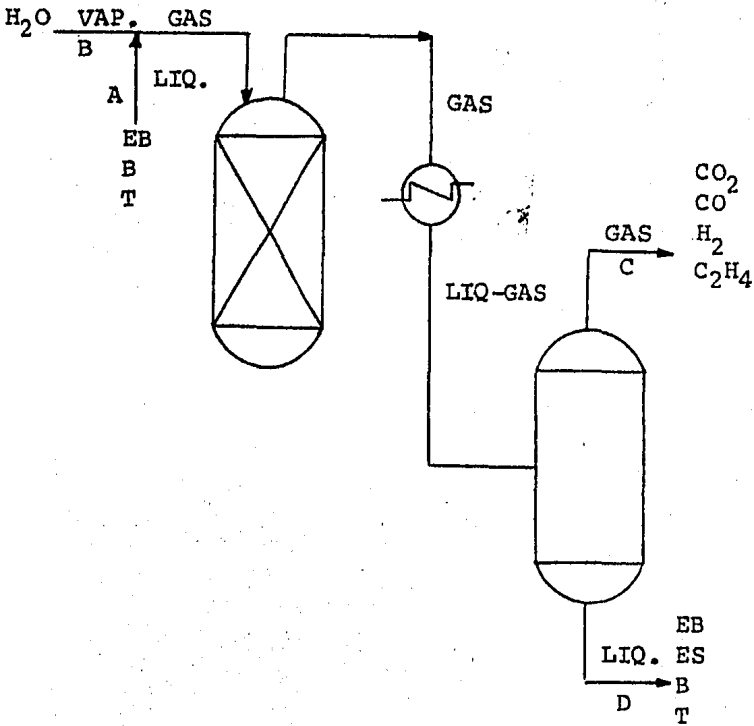 H₂O VAP. GAS
B
LIQ.
A
EB
B
T
GAS
CO₂
CO
H₂
C₂H₄
GAS
C
LIQ-GAS
EB
ES
B
T
LIQ.
D